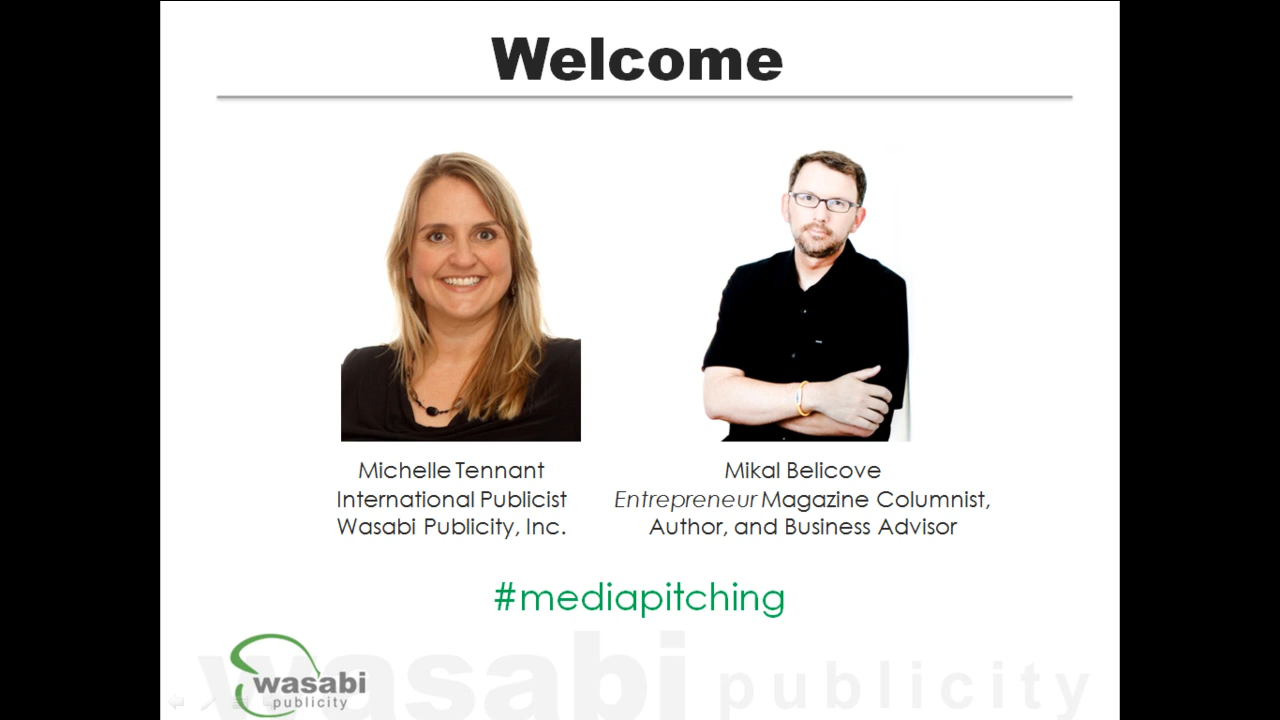 Welcome
Michelle Tennant
International Publicist
Wasabi Publicity, Inc.
Mikal Belicove
Entrepreneur Magazine Columnist,
Author, and Business Advisor
#mediapitching
wasabi
publicity
wasabi publicity